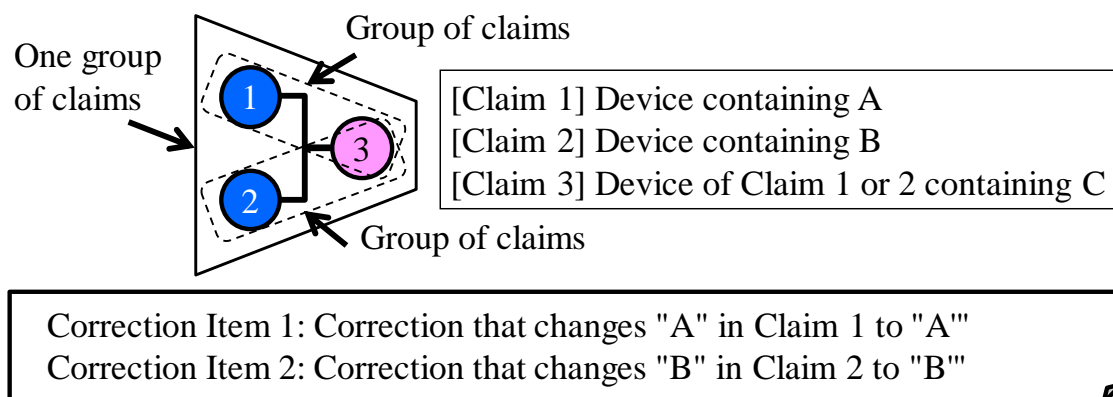 Group of claims
One group
of claims
1
2
3
Group of claims
[Claim 1] Device containing A
[Claim 2] Device containing B
[Claim 3] Device of Claim 1 or 2 containing C
Correction Item 1: Correction that changes "A" in Claim 1 to "A'"
Correction Item 2: Correction that changes "B" in Claim 2 to "B'"